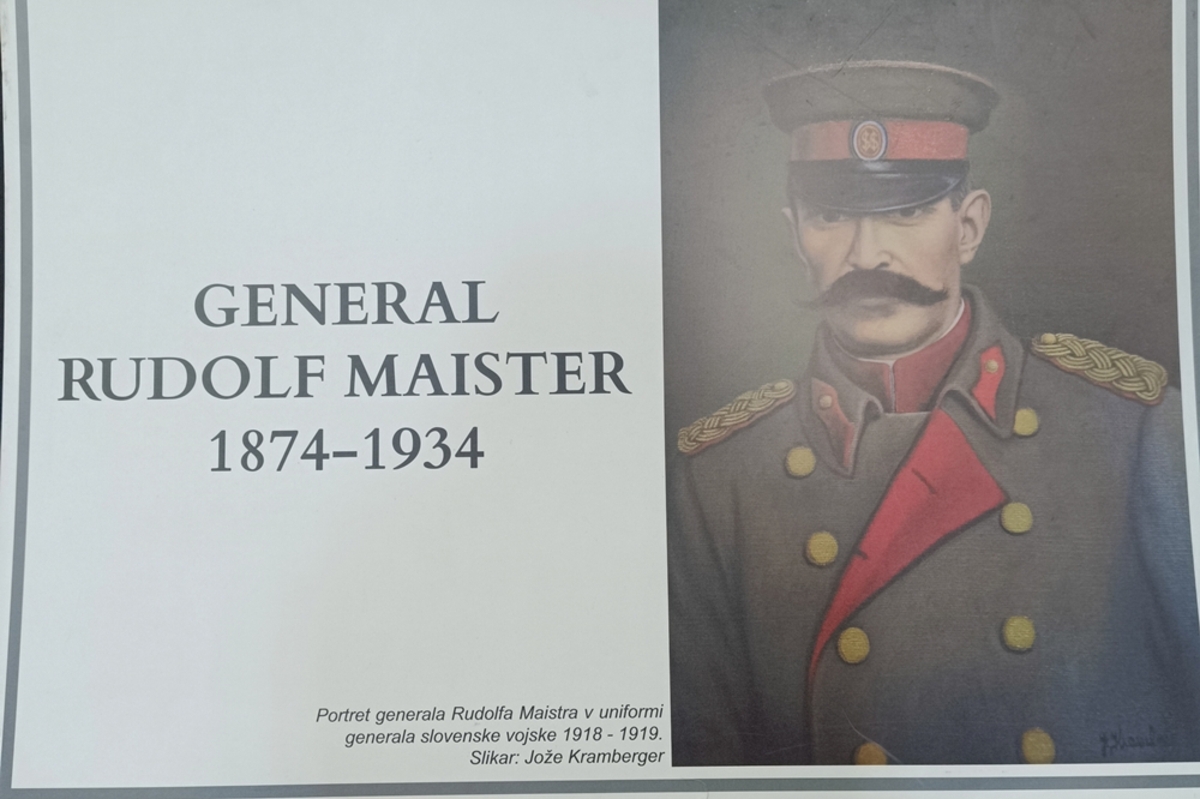 GENERAL
RUDOLF MAISTER
1874–1934
Portret generala Rudolfa Maistra v uniformi
generala slovenske vojske 1918 - 1919.
Slikar: Jože Kramberger